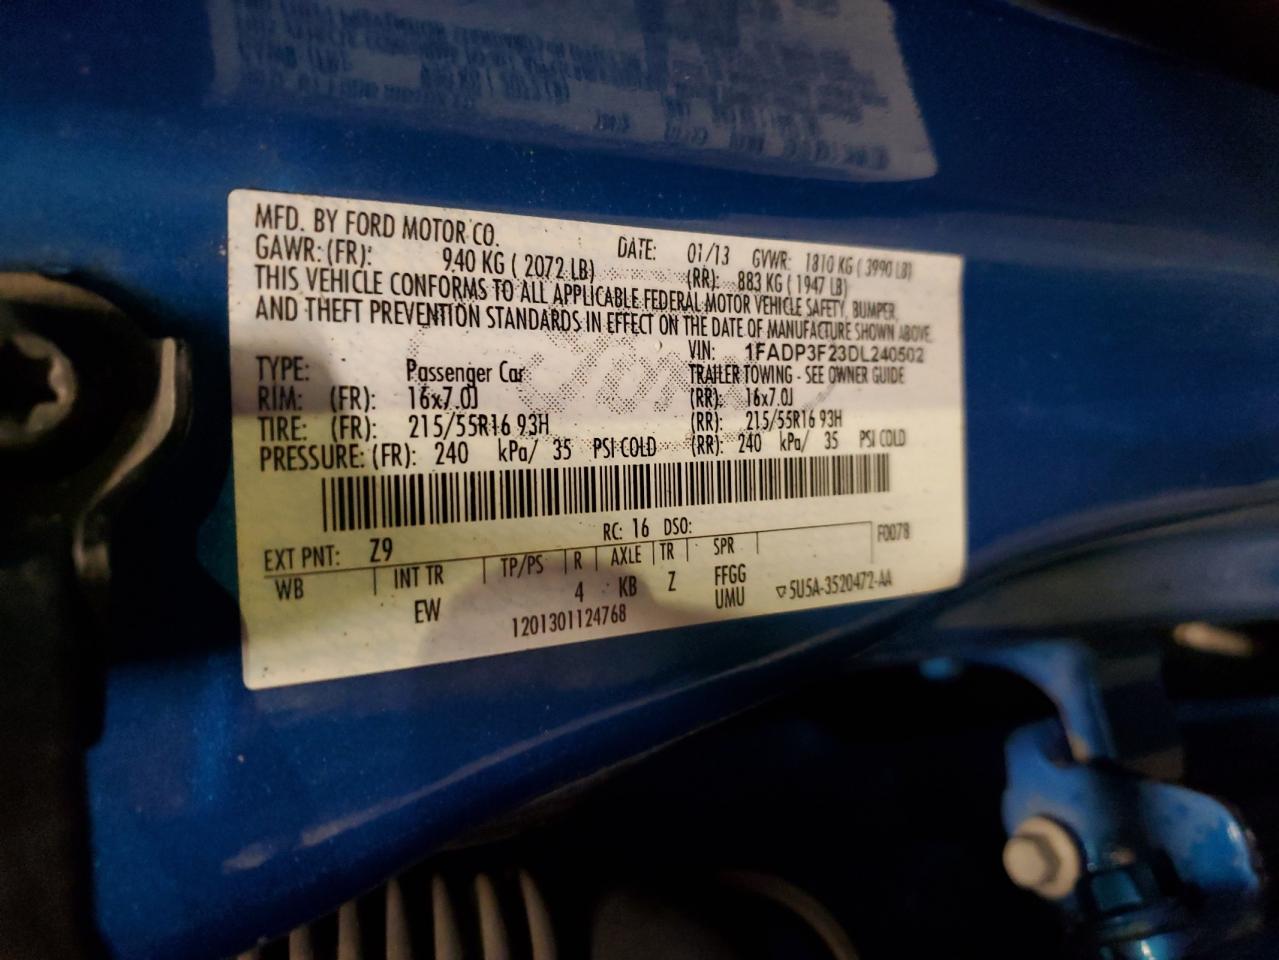 MFD. BY FORD MOTOR CO.
DATE: 01/13 GVWR: 1810 KG ( 3990 LB)
GAWR: (FR): 940 KG ( 2072 LB) (RR): 883 KG ( 1947 LB)
THIS VEHICLE CONFORMS TO ALL APPLICABLE FEDERAL MOTOR VEHICLE SAFETY, BUMPER,
AND THEFT PREVENTION STANDARDS IN EFFECT ON THE DATE OF MANUFACTURE SHOWN ABOVE.
VIN: 1FADP3F23DL240502
TYPE: Passenger Car TRAILER TOWING - SEE OWNER GUIDE
RIM: (FR): 16x7.0J (RR): 16x7.0J
TIRE: (FR): 215/55R16 93H (RR): 215/55R16 93H
PRESSURE: (FR): 240 kPa/ 35 PSI COLD (RR): 240 kPa/ 35 PSI COLD
RC: 16 DSO: F0078
EXT PNT: Z9
WB INT TR TP/PS R AXLE TR SPR
EW 4 KB Z FFGG
UMU ▽5U5A-3520472-AA
1201301124768